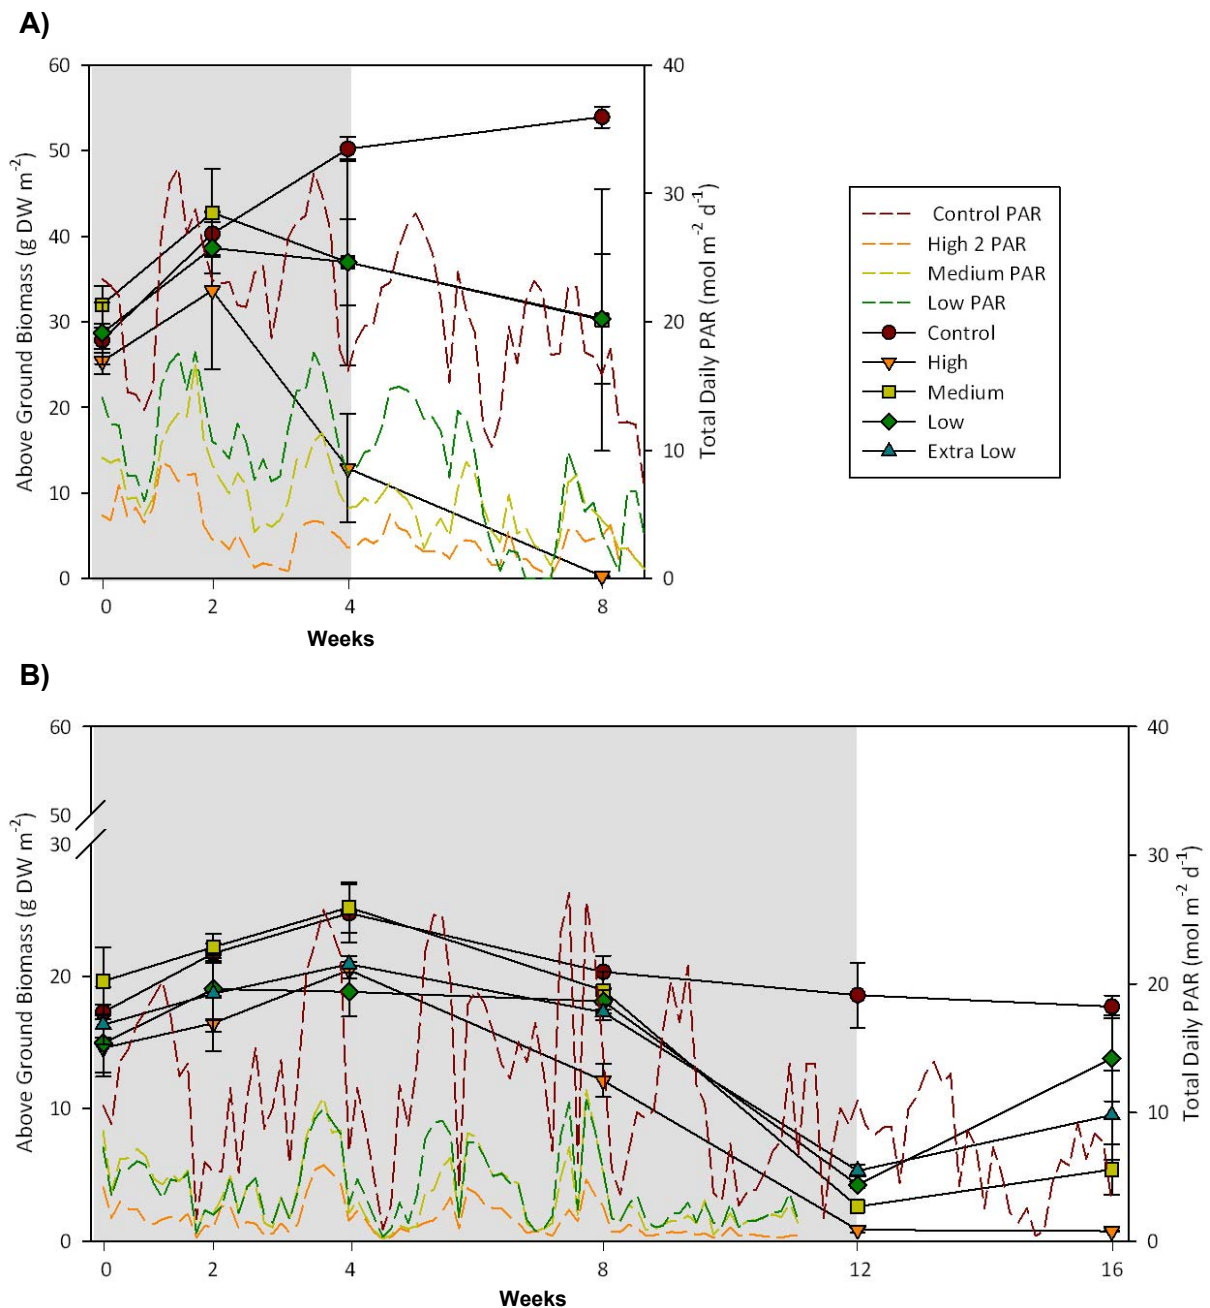 A)
60
50
40
30
20
10
0
Above Ground Biomass (g DW m-2)
40
30
20
10
0
Total Daily PAR (mol m-2 d-1)
0 2 4 8
Weeks
Control PAR
High 2 PAR
Medium PAR
Low PAR
Control
High
Medium
Low
Extra Low
B)
60
50
30
20
10
0
Above Ground Biomass (g DW m-2)
40
30
20
10
0
Total Daily PAR (mol m-2 d-1)
0 2 4 8 12 16
Weeks